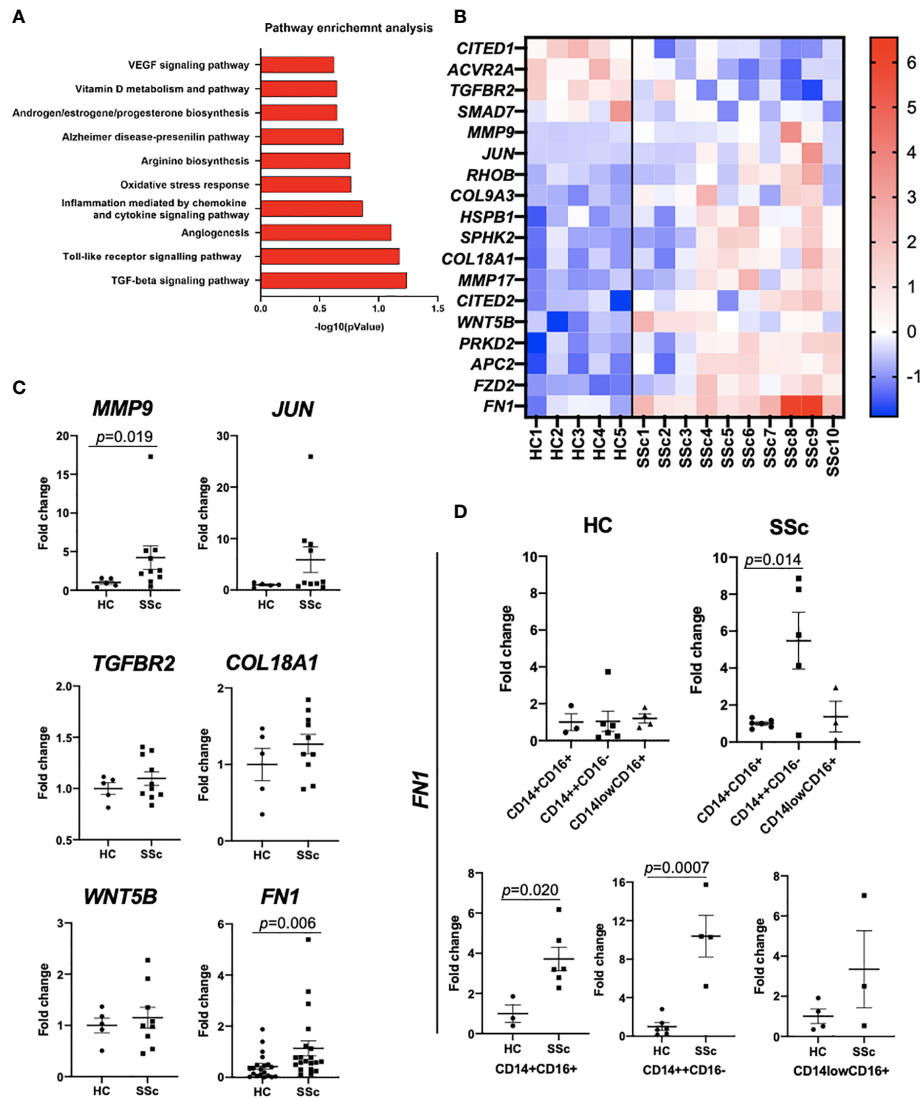 A
Pathway enrichemnt analysis
VEGF signaling pathway
Vitamin D metabolism and pathway
Androgen/estrogene/progesterone biosynthesis
Alzheimer disease-presenilin pathway
Arginine biosynthesis
Oxidative stress response
Inflammation mediated by chemokine
and cytokine signaling pathway
Angiogenesis
Toll-like receptor signalling pathway
TGF-beta signaling pathway
0.0 0.5 1.0 1.5
-log10(pValue)
B
CITED1
ACVR2A
TGFBR2
SMAD7
MMP9
JUN
RHOB
COL9A3
HSPB1
SPHK2
COL18A1
MMP17
CITED2
WNT5B
PRKD2
APC2
FZD2
FN1
HC1 HC2 HC3 HC4 HC5 SSc1 SSc2 SSc3 SSc4 SSc5 SSc6 SSc7 SSc8 SSc9 SSc10
6
5
4
3
2
1
0
-1
C
MMP9
p=0.019
Fold change
20
15
10
5
0
HC SSc
JUN
Fold change
30
20
10
0
HC SSc
TGFBR2
Fold change
2.0
1.5
1.0
0.5
HC SSc
COL18A1
Fold change
2
1
0
HC SSc
WNT5B
Fold change
3
2
1
0
HC SSc
FN1
p=0.006
Fold change
6
4
2
0
HC SSc
D
FN1
HC
Fold change
10
8
6
4
2
0
CD14+CD16+
CD14++CD16-
CD14lowCD16+
SSc
p=0.014
Fold change
10
8
6
4
2
0
CD14+CD16+
CD14++CD16-
CD14lowCD16+
p=0.020
Fold change
8
6
4
2
0
HC SSc
CD14+CD16+
p=0.0007
Fold change
16
12
8
4
0
HC SSc
CD14++CD16-
Fold change
8
6
4
2
0
HC SSc
CD14lowCD16+